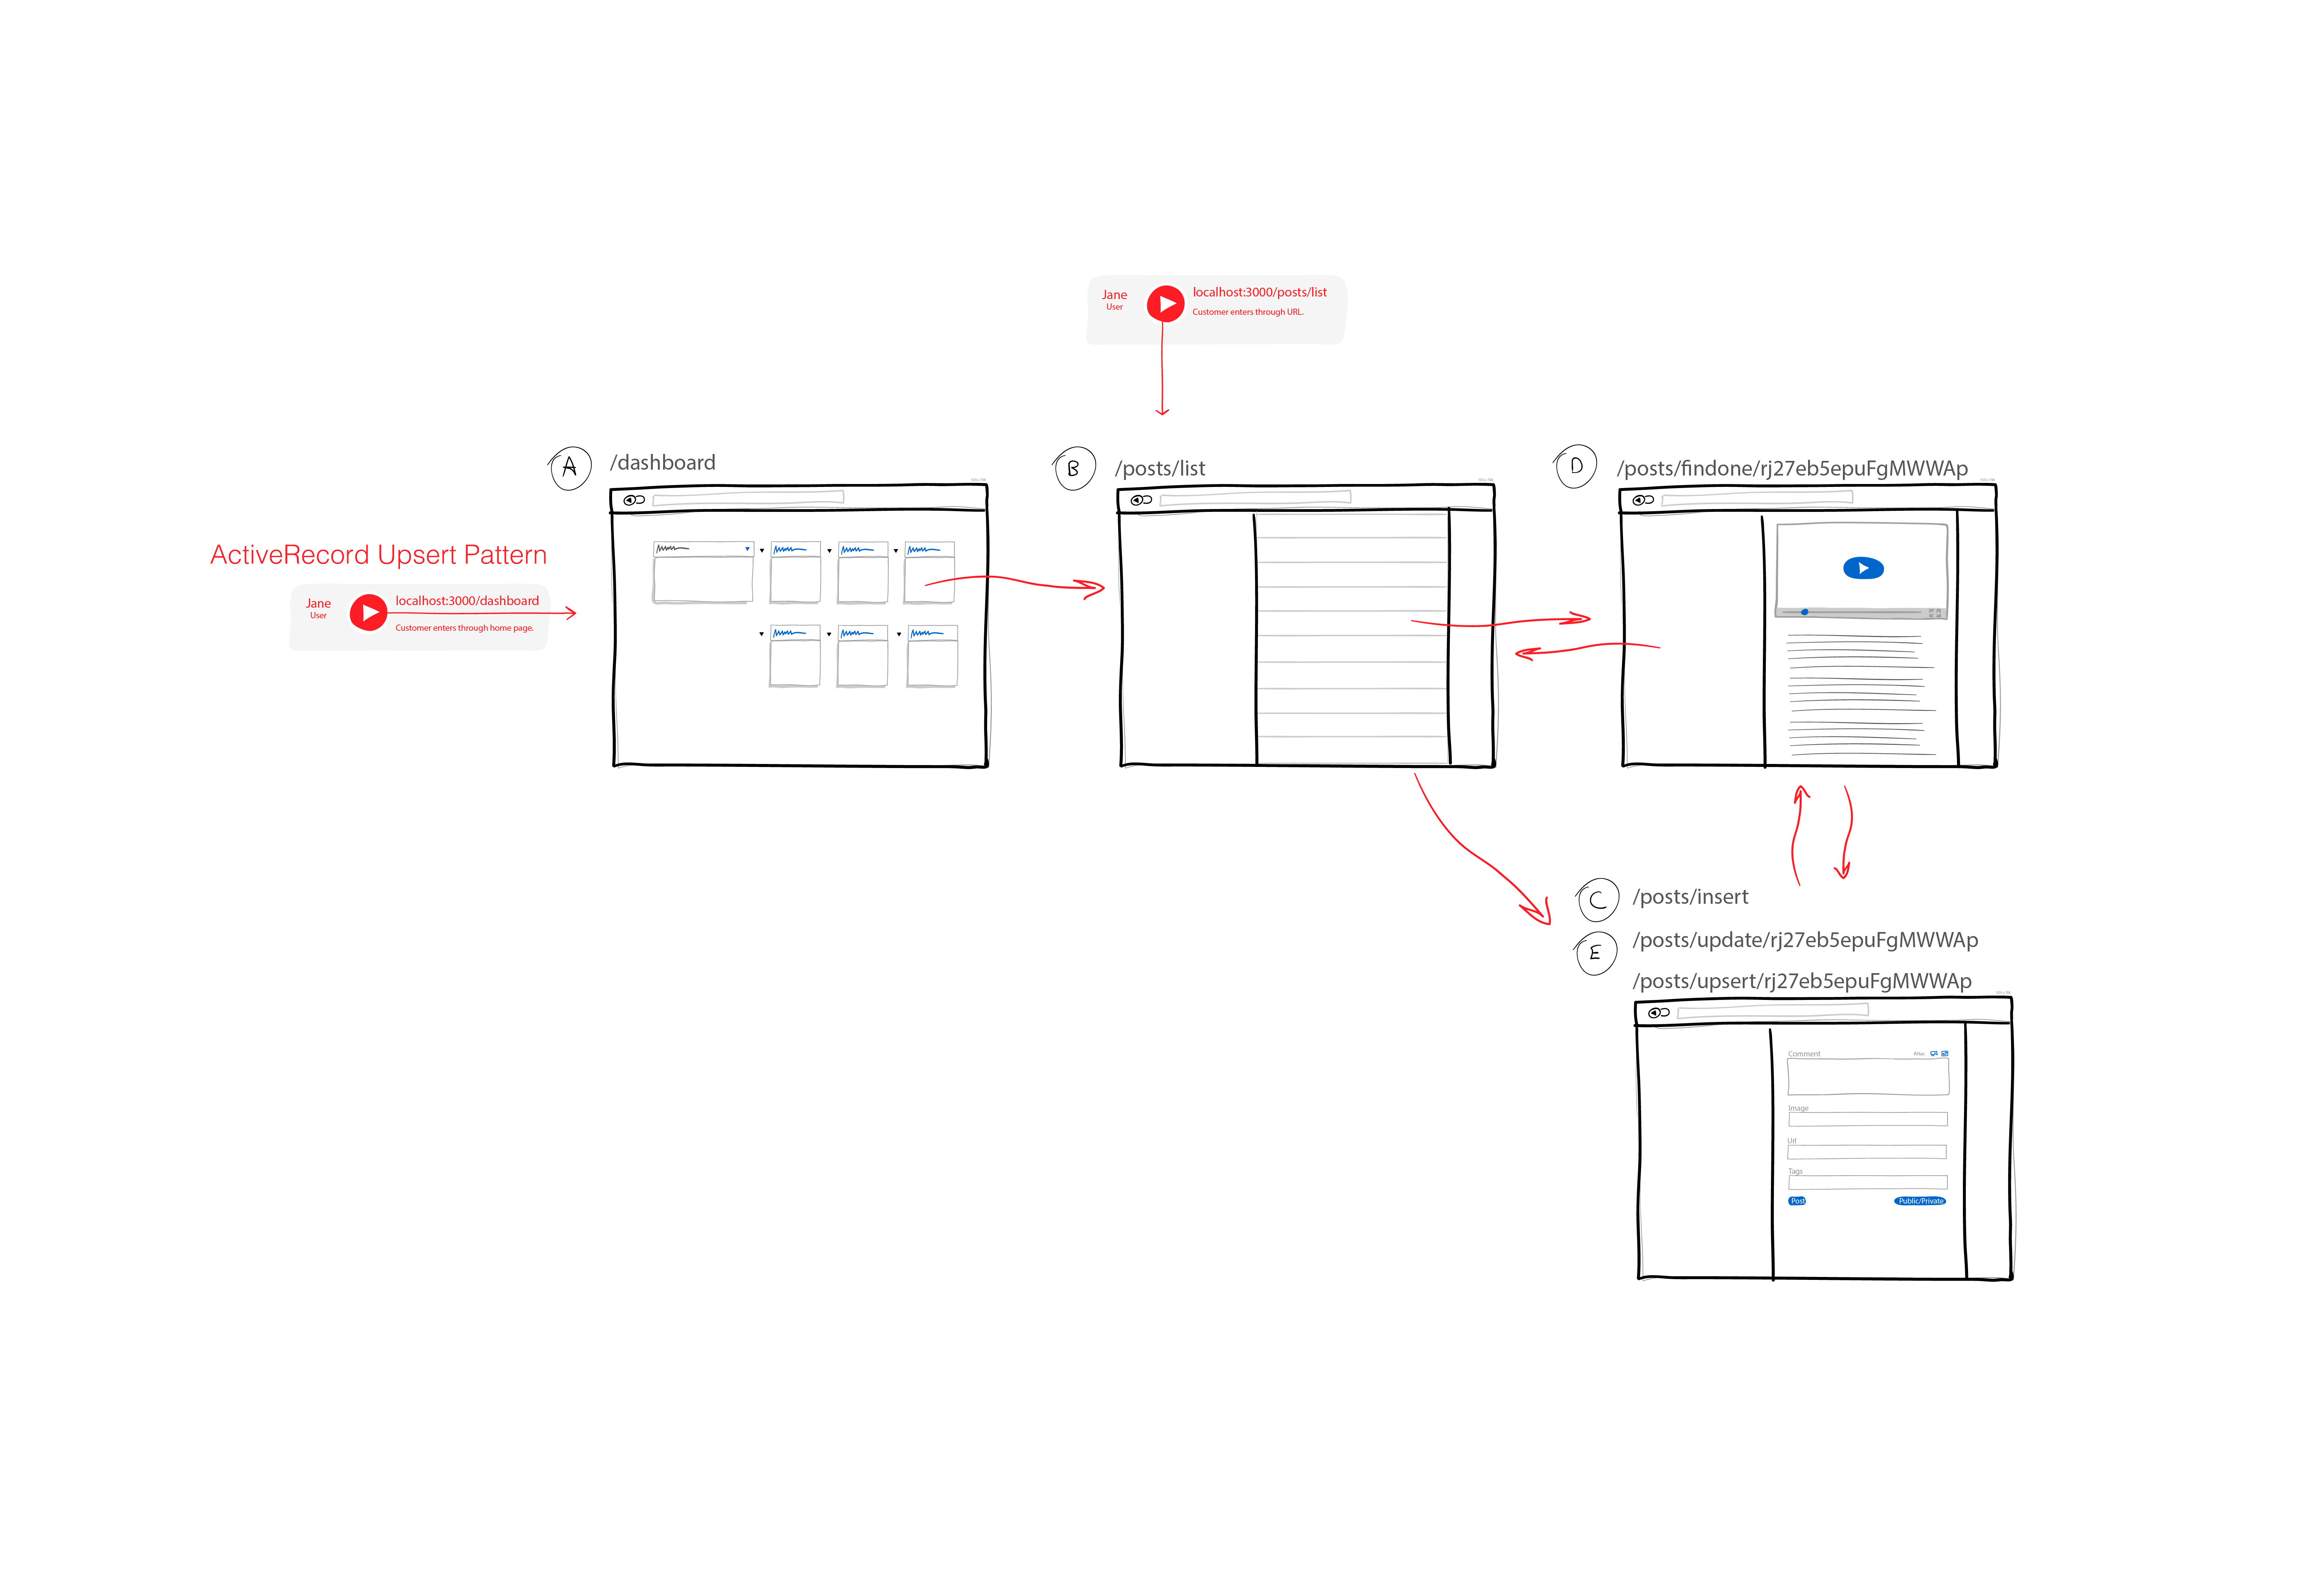 Jane
User
localhost:3000/posts/list
Customer enters through URL.
A
/dashboard
B
/posts/list
D
/posts/findone/rj27eb5epuFgMWWAp
ActiveRecord Upsert Pattern
Jane
User
localhost:3000/dashboard
Customer enters through home page.
C
/posts/insert
E
/posts/update/rj27eb5epuFgMWWAp
/posts/upsert/rj27eb5epuFgMWWAp
Comment
Attac
Image
Url
Tags
Post
Public/Private